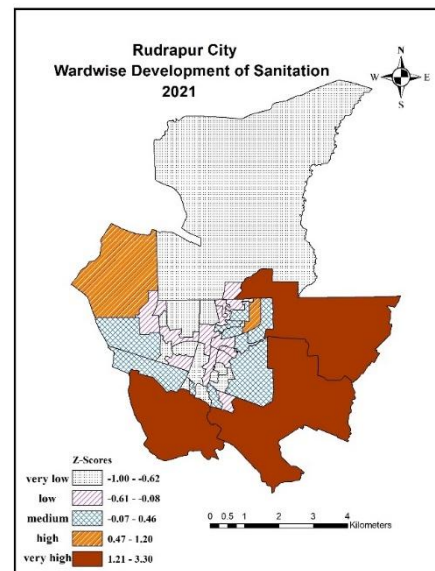 Rudrapur City
Wardwise Development of Sanitation
2021
N
W E
S
Z-Scores
very low -1.00 - -0.62
low -0.61 - -0.08
medium -0.07 - 0.46
high 0.47 - 1.20
very high 1.21 - 3.30
0 0.5 1 2 3 4
Kilometers